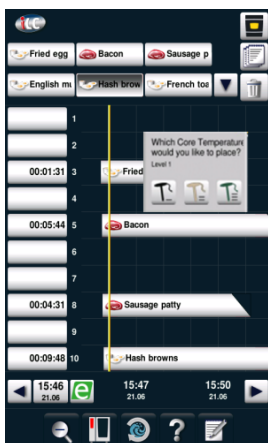 icc
Fried egg
Bacon
Sausage p
English mu
Hash brow
French toa
1
2
Which Core Temperature
would you like to place?
Level 1
00:01:31 3 Fried
4
00:05:44 5 Bacon
6
7
00:04:31 8 Sausage patty
9
00:09:48 10 Hash browns
15:46 e 15:47 15:50
21.06 21.06 21.06
?